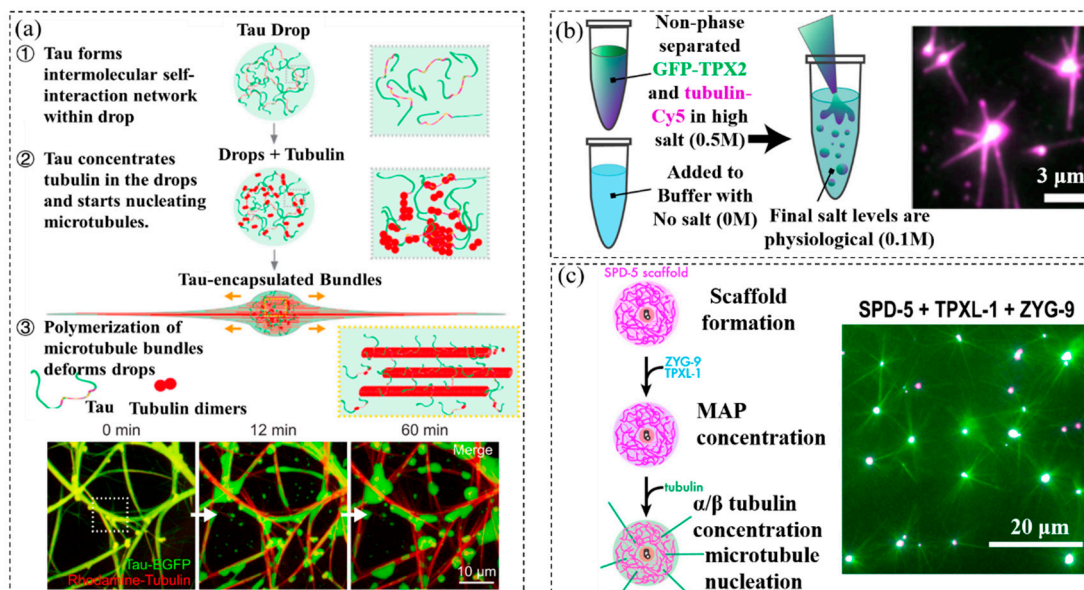 (a)
Tau Drop
① Tau forms
intermolecular self-
interaction network
within drop
Drops + Tubulin
② Tau concentrates
tubulin in the drops
and starts nucleating
microtubules.
Tau-encapsulated Bundles
③ Polymerization of
microtubule bundles
deforms drops
Tau
Tubulin dimers
0 min
12 min
60 min
Merge
Tau-EGFP
Rhodamine-Tubulin
10 μm
(b)
Non-phase
separated
GFP-TPX2
and tubulin-
Cy5 in high
salt (0.5M)
Added to
Buffer with
No salt (0M)
Final salt levels are
physiological (0.1M)
3 μm
(c)
SPD-5 scaffold
Scaffold
formation
ZYG-9
TPXL-1
MAP
concentration
tubulin
α/β tubulin
concentration
microtubule
nucleation
SPD-5 + TPXL-1 + ZYG-9
20 μm